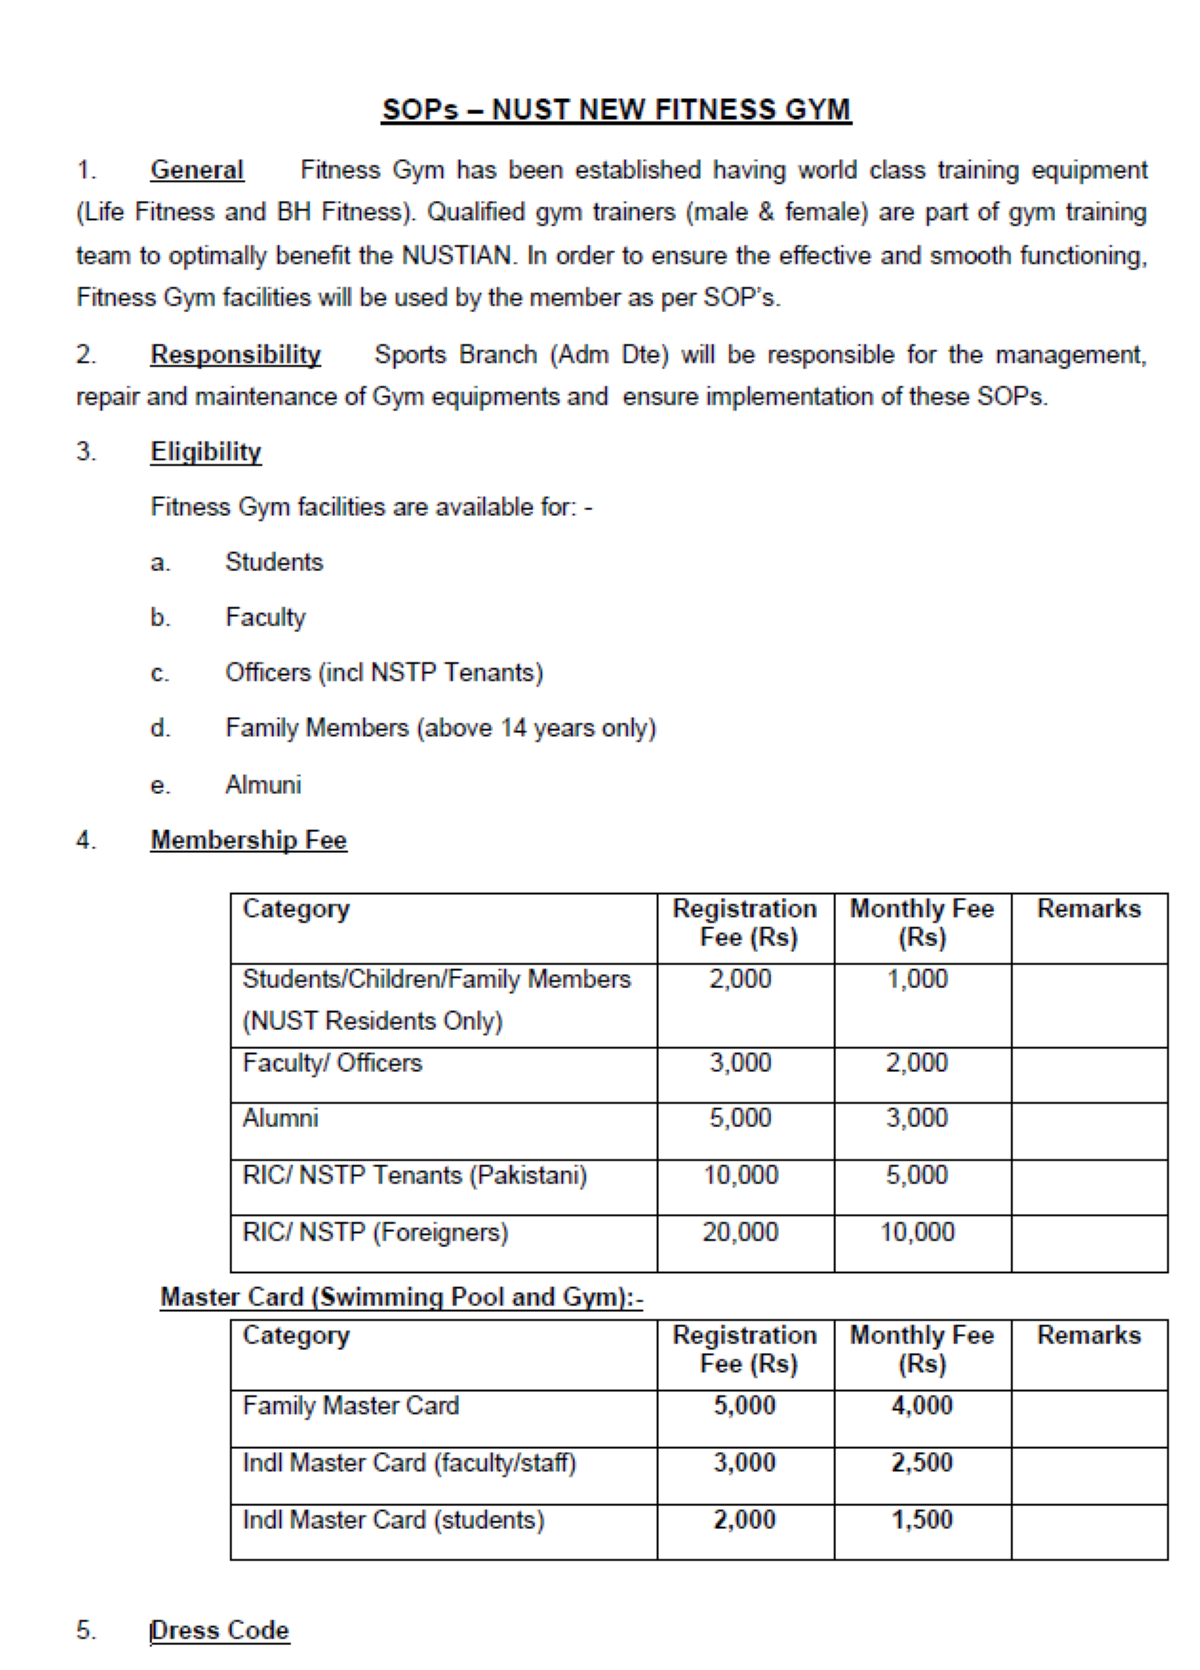 SOPs – NUST NEW FITNESS GYM
1. General Fitness Gym has been established having world class training equipment
(Life Fitness and BH Fitness). Qualified gym trainers (male & female) are part of gym training
team to optimally benefit the NUSTIAN. In order to ensure the effective and smooth functioning,
Fitness Gym facilities will be used by the member as per SOP's.
2. Responsibility Sports Branch (Adm Dte) will be responsible for the management,
repair and maintenance of Gym equipments and ensure implementation of these SOPs.
3. Eligibility
Fitness Gym facilities are available for: -
a. Students
b. Faculty
c. Officers (incl NSTP Tenants)
d. Family Members (above 14 years only)
e. Almuni
4. Membership Fee
Category Registration Fee (Rs) Monthly Fee (Rs) Remarks
Students/Children/Family Members (NUST Residents Only) 2,000 1,000
Faculty/ Officers 3,000 2,000
Alumni 5,000 3,000
RIC/ NSTP Tenants (Pakistani) 10,000 5,000
RIC/ NSTP (Foreigners) 20,000 10,000
Master Card (Swimming Pool and Gym):-
Category Registration Fee (Rs) Monthly Fee (Rs) Remarks
Family Master Card 5,000 4,000
Indl Master Card (faculty/staff) 3,000 2,500
Indl Master Card (students) 2,000 1,500
5. Dress Code